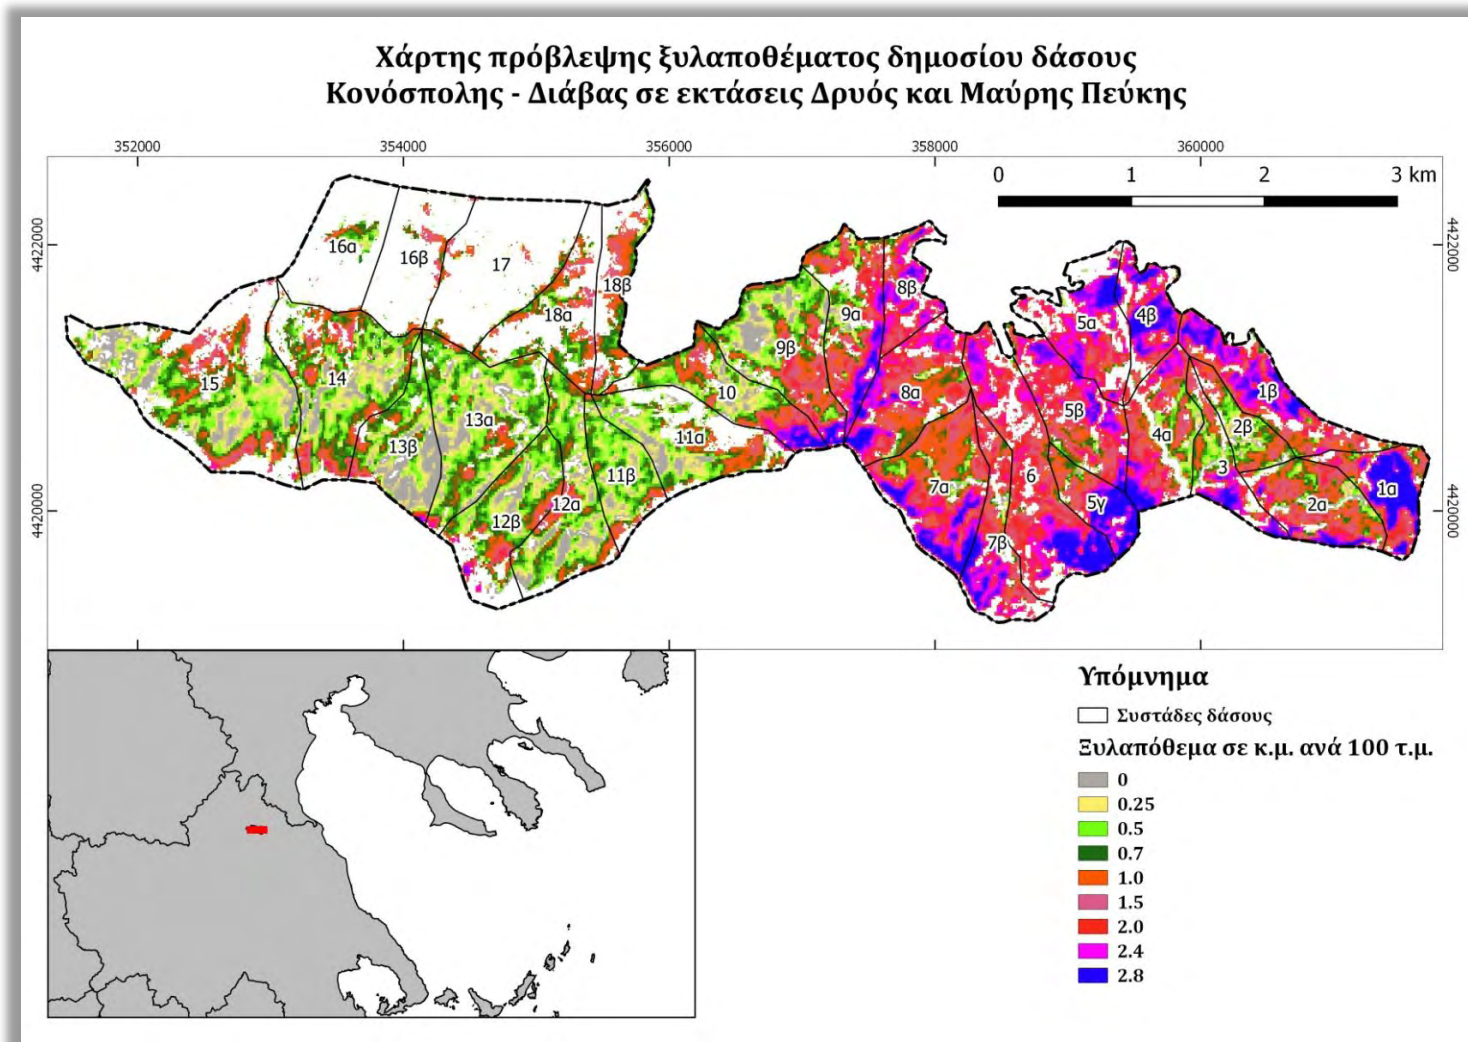 Χάρτης πρόβλεψης ξυλαποθέματος δημοσίου δάσους
Κονόσπολης - Διάβας σε εκτάσεις Δρυός και Μαύρης Πεύκης
352000
354000
356000
358000
360000
0 1 2 3 km
4422000
4422000
4420000
4420000
16α
16β
17
18α
18β
15
14
13α
13β
12α
12β
11α
11β
10
9α
9β
8α
8β
7α
7β
6
5α
5β
5γ
4α
4β
3
2α
2β
1α
1β
Υπόμνημα
Συστάδες δάσους
Ξυλαπόθεμα σε κ.μ. ανά 100 τ.μ.
0
0.25
0.5
0.7
1.0
1.5
2.0
2.4
2.8